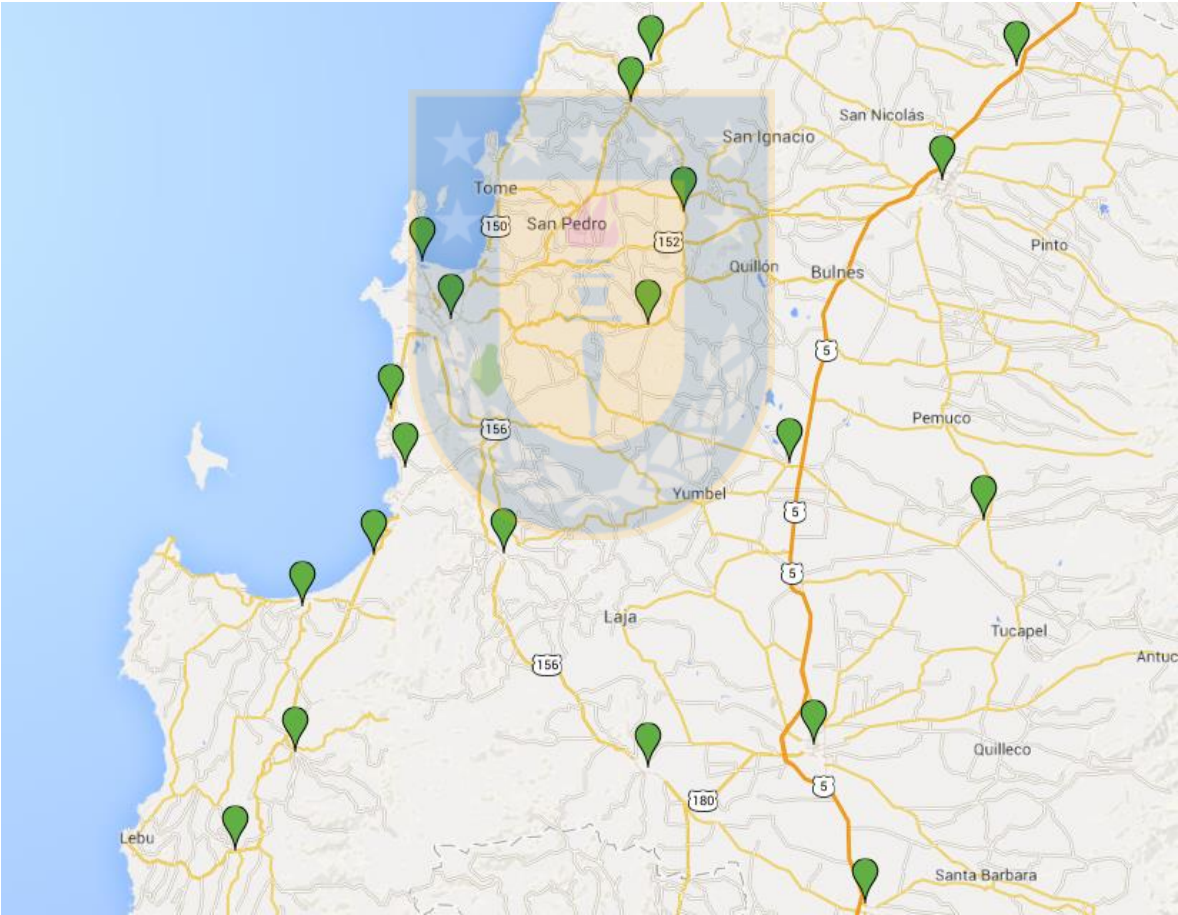 San Nicolás
San Ignacio
Tome
150
San Pedro
152
Pinto
Quillón
Bulnes
5
Pemuco
156
Yumbel
5
5
Laja
Tucapel
156
Antuc
Quilleco
5
180
Lebu
Santa Barbara